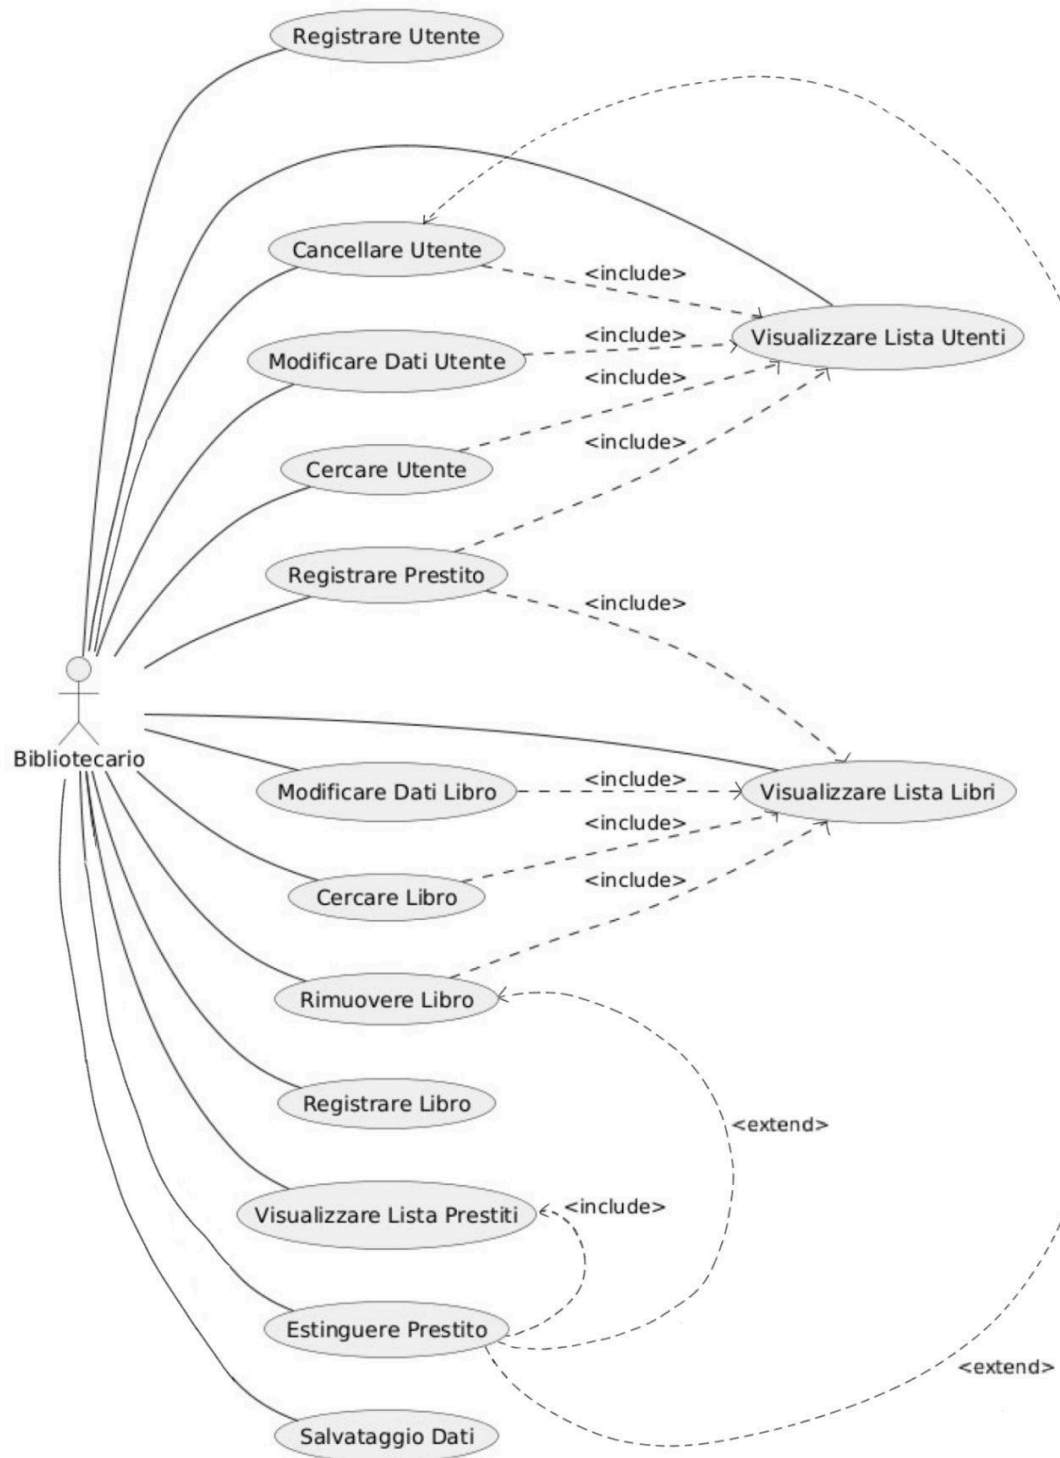 Registrare Utente
Cancellare Utente
<include>
Modificare Dati Utente
<include>
Visualizzare Lista Utenti
<include>
Cercare Utente
<include>
Registrare Prestito
<include>
Bibliotecario
Modificare Dati Libro
<include>
Visualizzare Lista Libri
<include>
Cercare Libro
<include>
Rimuovere Libro
Registrare Libro
<extend>
Visualizzare Lista Prestiti
<include>
Estinguere Prestito
<extend>
Salvataggio Dati